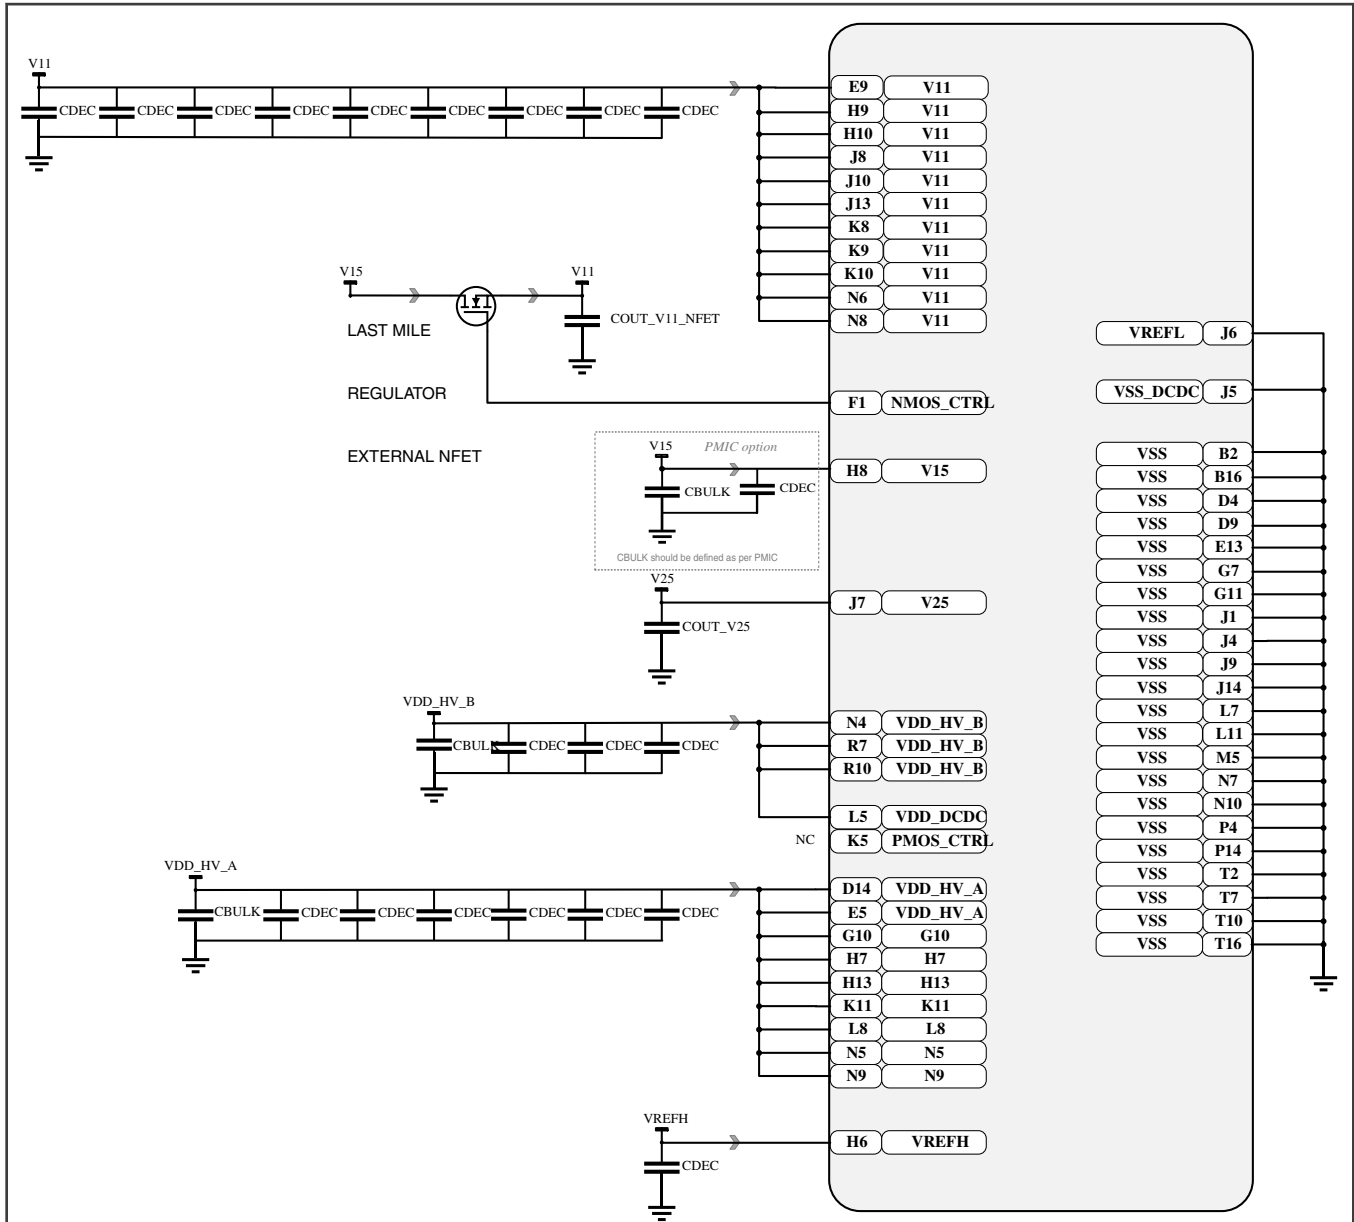 V11
CDEC CDEC CDEC CDEC CDEC CDEC CDEC CDEC CDEC
E9 V11
H9 V11
H10 V11
J8 V11
J10 V11
J13 V11
K8 V11
K9 V11
K10 V11
N6 V11
N8 V11
V15
V11
COUT_V11_NFET
LAST MILE
REGULATOR
EXTERNAL NFET
F1 NMOS_CTRL
V15
PMIC option
CBULK CDEC
CBULK should be defined as per PMIC
H8 V15
V25
COUT_V25
J7 V25
VDD_HV_B
CBULK CDEC CDEC CDEC
N4 VDD_HV_B
R7 VDD_HV_B
R10 VDD_HV_B
L5 VDD_DCDC
NC K5 PMOS_CTRL
VDD_HV_A
CBULK CDEC CDEC CDEC CDEC CDEC CDEC
D14 VDD_HV_A
E5 VDD_HV_A
G10 G10
H7 H7
H13 H13
K11 K11
L8 L8
N5 N5
N9 N9
VREFH
CDEC
H6 VREFH
VREFL J6
VSS_DCDC J5
VSS B2
VSS B16
VSS D4
VSS D9
VSS E13
VSS G7
VSS G11
VSS J1
VSS J4
VSS J9
VSS J14
VSS L7
VSS L11
VSS M5
VSS N7
VSS N10
VSS P4
VSS P14
VSS T2
VSS T7
VSS T10
VSS T16